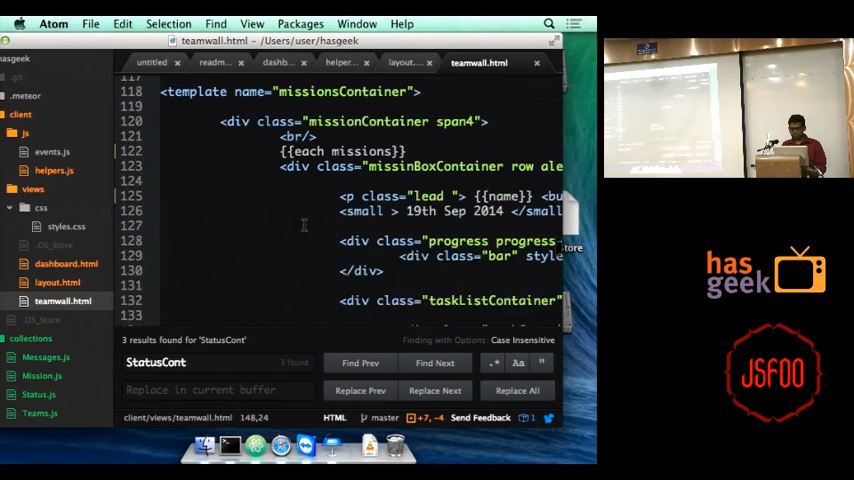 Atom File Edit Selection Find View Packages Window Help
teamwall.html - /Users/user/hasgeek
hasgeek
.git
.meteor
client
js
events.js
helpers.js
views
css
styles.css
.DS_Store
dashboard.html
layout.html
teamwall.html
.DS_Store
collections
Messages.js
Mission.js
Status.js
Teams.js
untitled
readm...
dashb...
helper...
layout....
teamwall.html
117
118 <template name="missionsContainer">
119
120 <div class="missionContainer span4">
121 <br/>
122 {{each missions}}
123 <div class="missinBoxContainer row ale
124
125 <p class="lead "> {{name}} <bu
126 <small > 19th Sep 2014 </small
127
128 <div class="progress progress-
129 <div class="bar" style
130 </div>
131
132 <div class="taskListContainer"
133
3 results found for 'StatusCont'
Finding with Options: Case Insensitive
StatusCont
3 found
Find Prev
Find Next
.*
Aa
"
Replace in current buffer
Replace Prev
Replace Next
Replace All
client/views/teamwall.html 148,24
HTML
master
+7, -4
Send Feedback
1
Store
has
geek
JSFOO